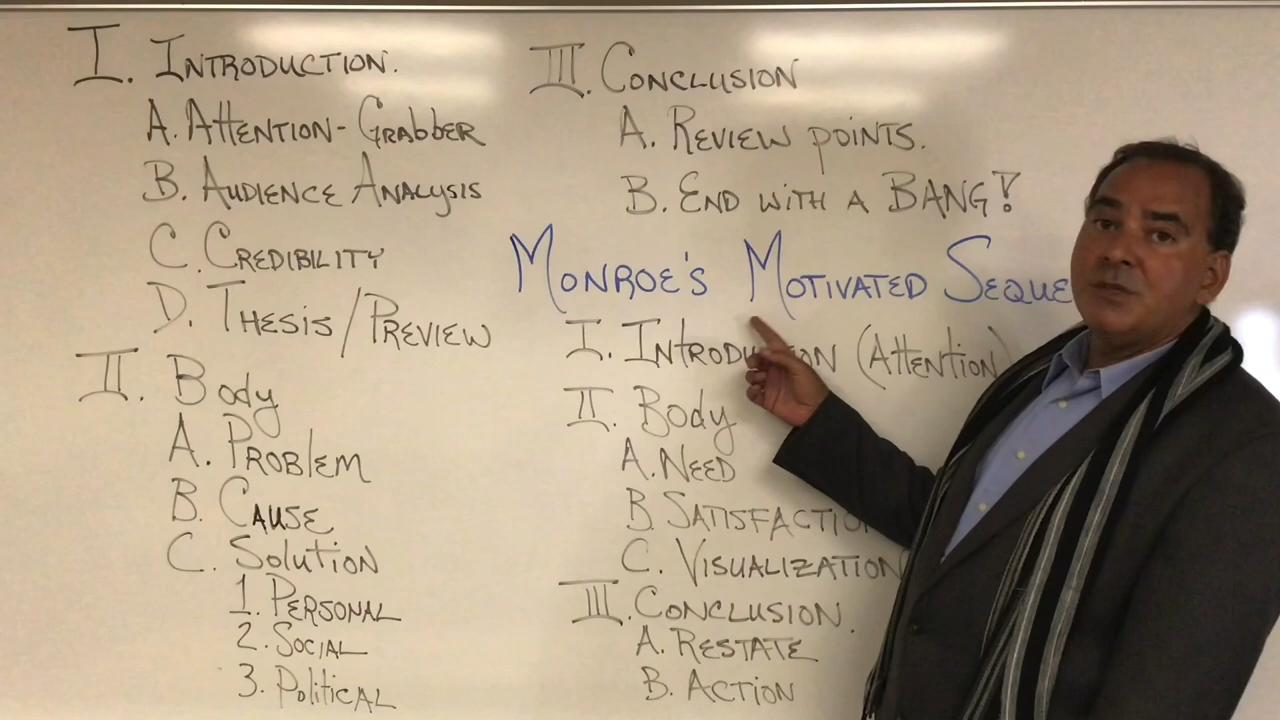 I. INTRODUCTION.
A. ATTENTION-GRABBER
B. AUDIENCE ANALYSIS
C. CREDIBILITY
D. THESIS/PREVIEW
II. Body
A. PROBLEM
B. CAUSE
C. Solution
1. PERSONAL
2. SOCIAL
3. Political
III. CONCLUSION
A. REVIEW points.
B. END WITH A BANG!
MONROE'S MOTIVATED SEQUE
I. INTRODUCTION (Attention)
II. Body
A. NEED
B. SATISFACTIO
C. VISUALIZATION
III. CONCLUSION.
A. RESTATE
B. ACTION